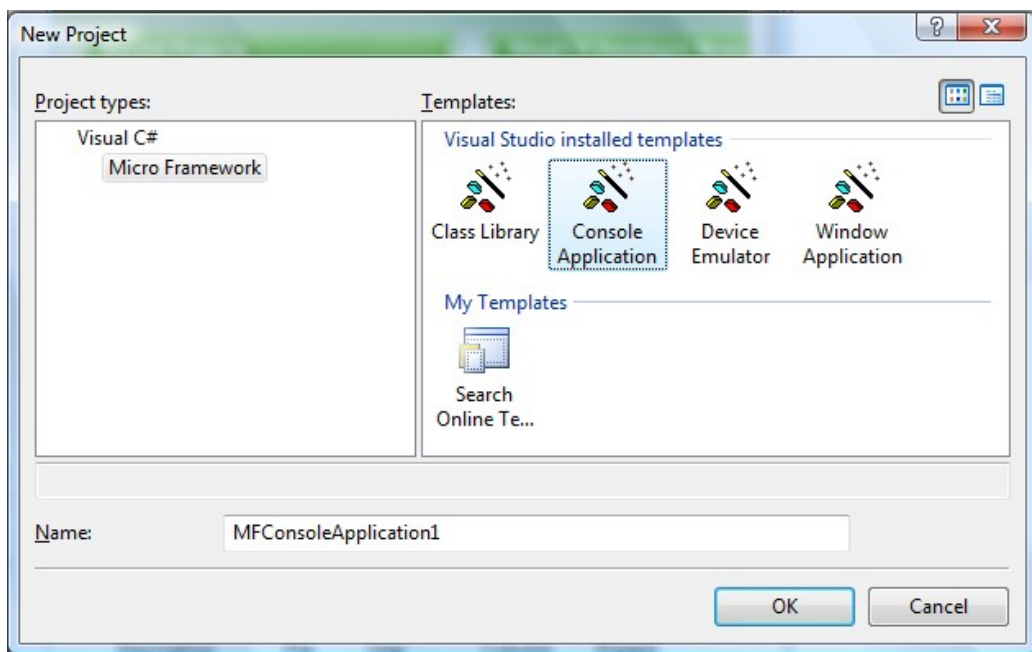 New Project
Project types:
Templates:
Visual C#
Micro Framework
Visual Studio installed templates
Class Library
Console
Application
Device
Emulator
Window
Application
My Templates
Search
Online Te...
Name:
MFConsoleApplication1
OK
Cancel